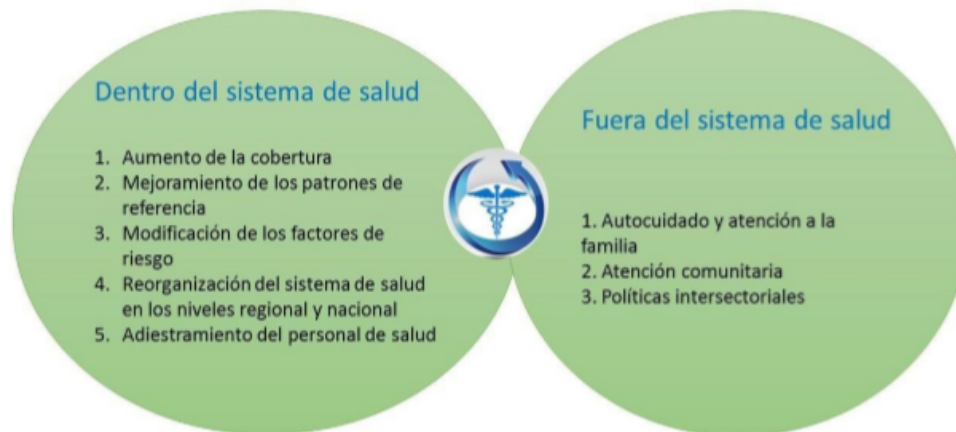 Dentro del sistema de salud
1. Aumento de la cobertura
2. Mejoramiento de los patrones de
referencia
3. Modificación de los factores de
riesgo
4. Reorganización del sistema de salud
en los niveles regional y nacional
5. Adiestramiento del personal de salud
Fuera del sistema de salud
1. Autocuidado y atención a la
familia
2. Atención comunitaria
3. Políticas intersectoriales